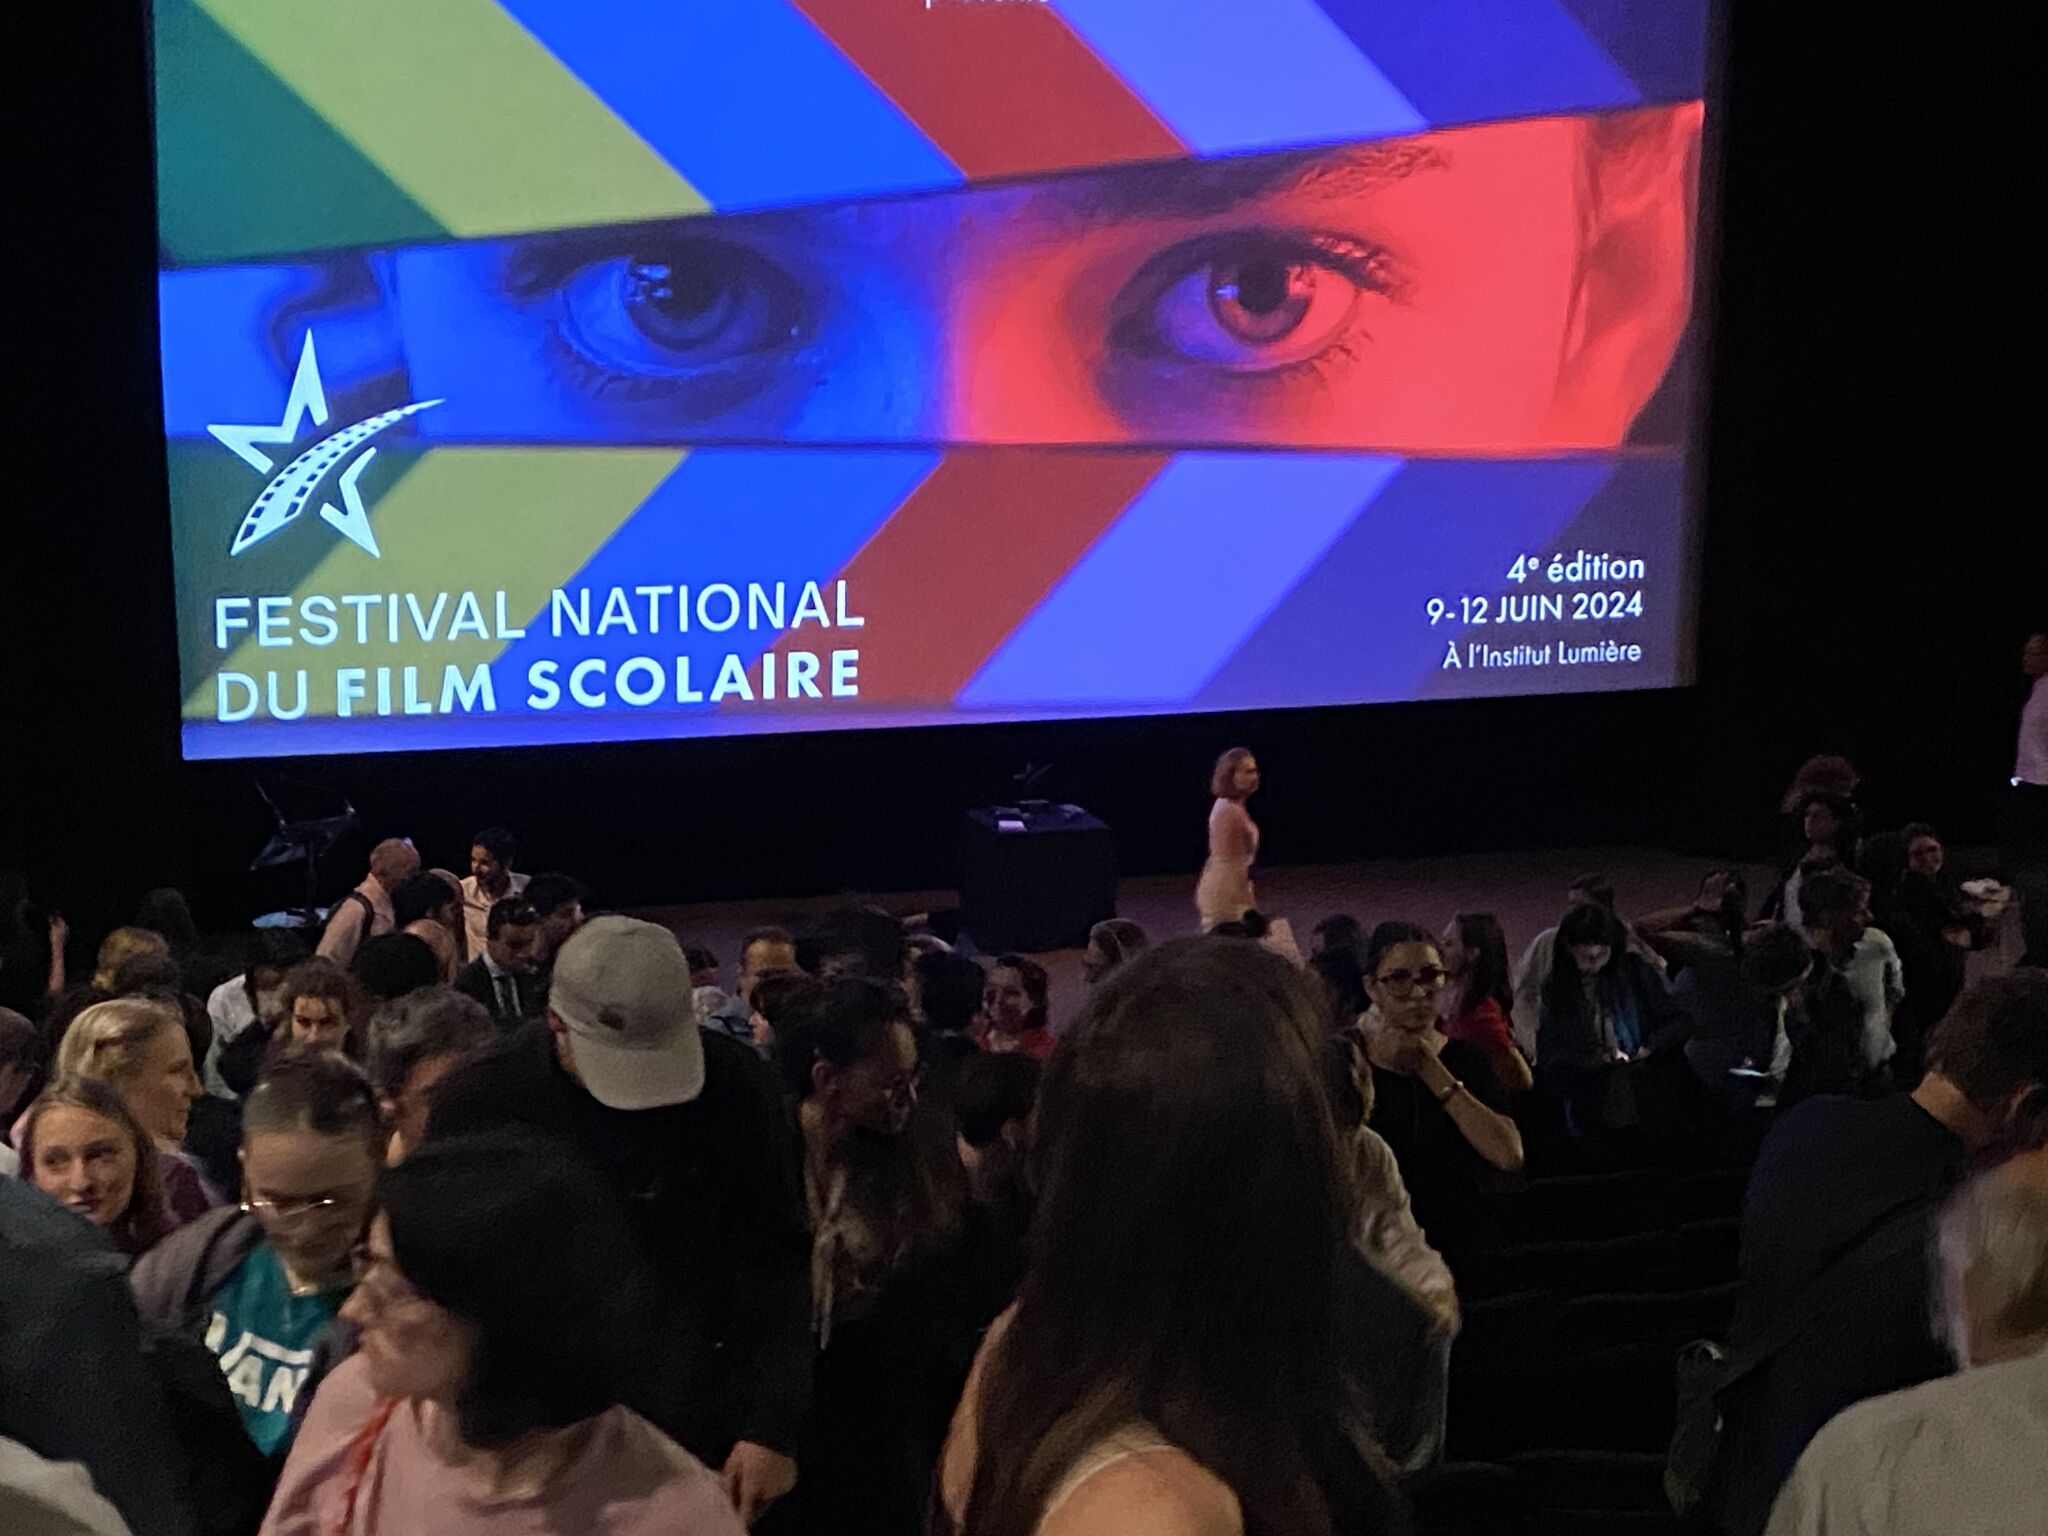 FESTIVAL NATIONAL
DU FILM SCOLAIRE
4e édition
9-12 JUIN 2024
À l'Institut Lumière